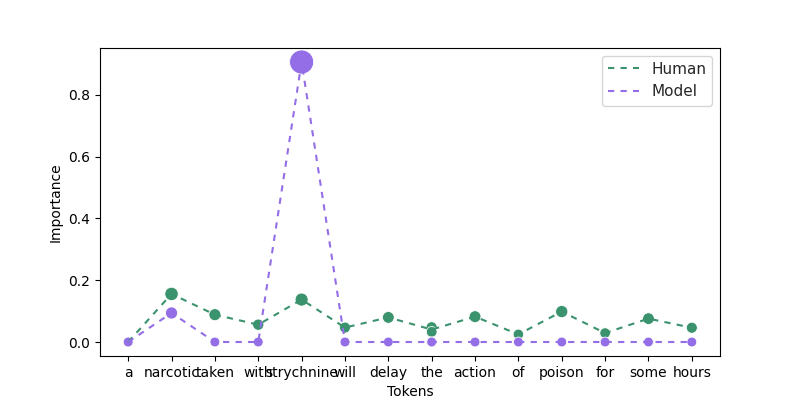 Human
Model
Importance
0.8
0.6
0.4
0.2
0.0
a narcotic taken with strychnine will delay the action of poison for some hours
Tokens